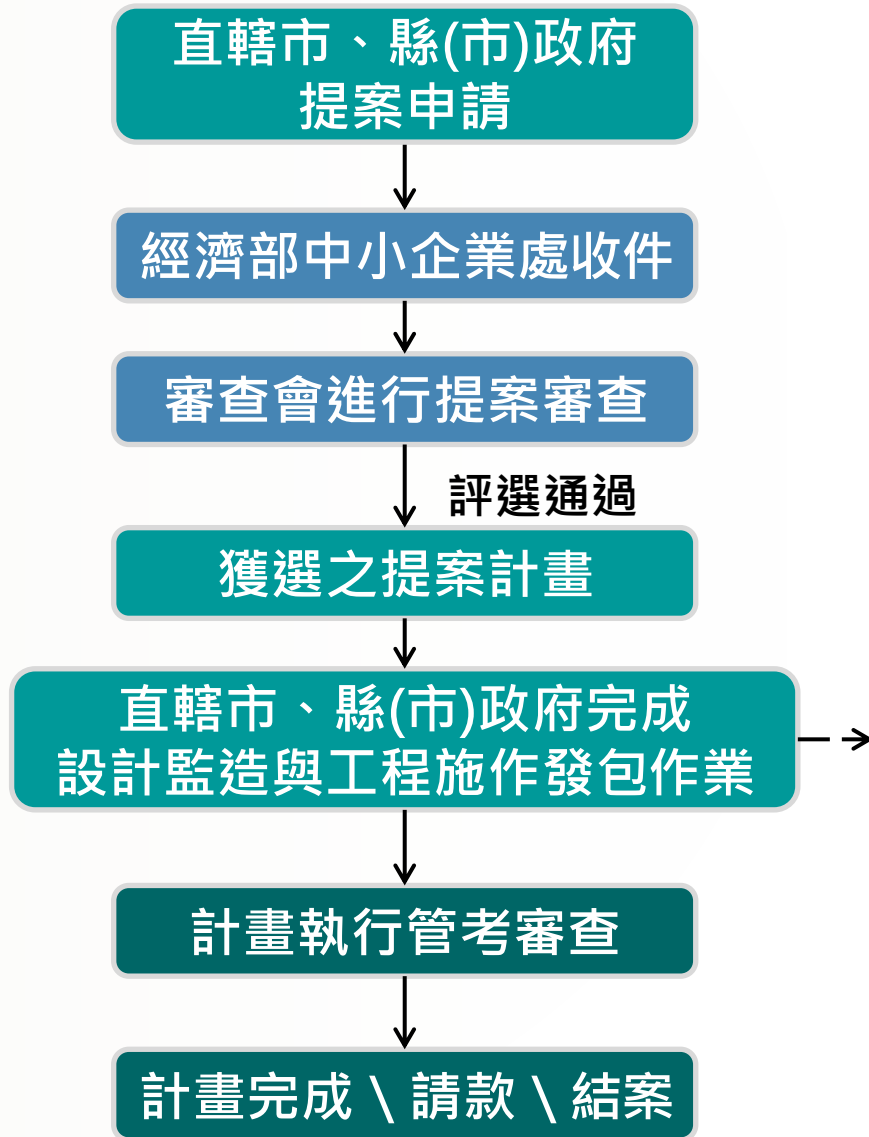 直轄市、縣(市)政府
提案申請
經濟部中小企業處收件
審查會進行提案審查
評選通過
獲選之提案計畫
直轄市、縣(市)政府完成
設計監造與工程施作發包作業
計畫執行管考審查
計畫完成 \ 請款 \ 結案